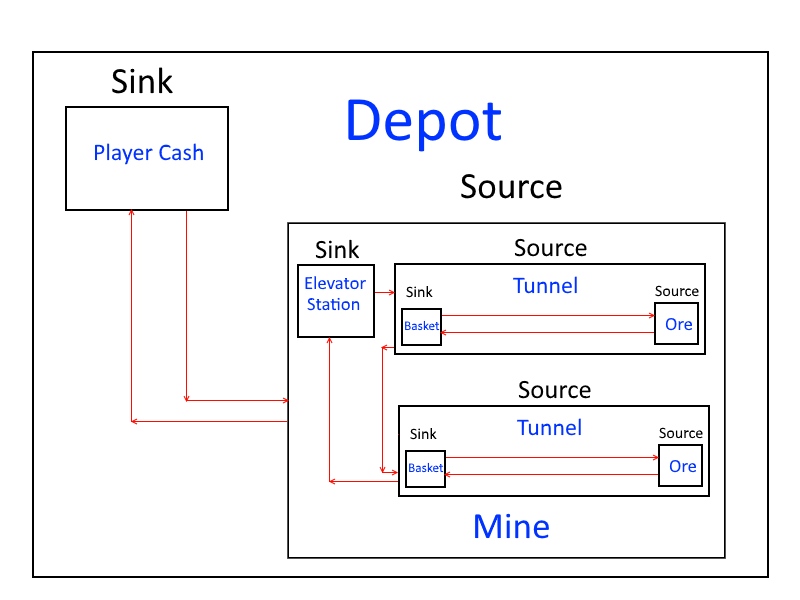 Sink
Depot
Player Cash
Source
Sink
Source
Elevator
Station
Tunnel
Sink
Source
Basket
Ore
Source
Tunnel
Sink
Source
Basket
Ore
Mine